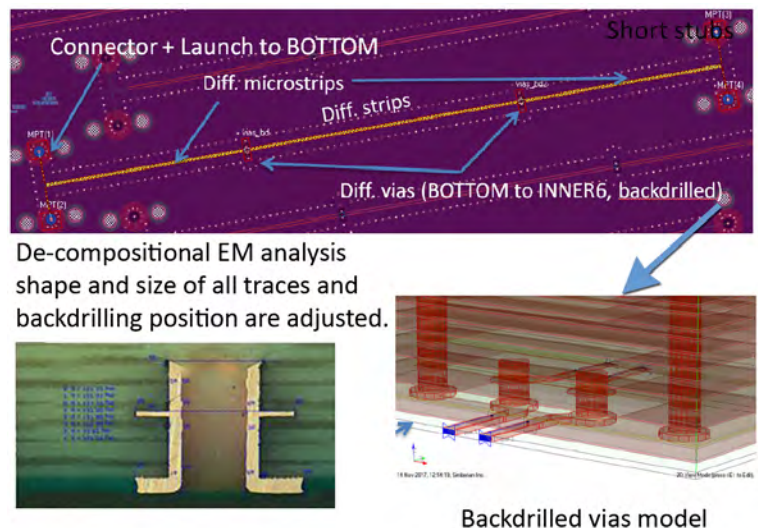 Connector + Launch to BOTTOM
Short stubs
MPT(3)
Diff. microstrips
vias_bd
Diff. strips
MPT(4)
MPT(1)
vias_bd
MPT(2)
Diff. vias (BOTTOM to INNER6, backdrilled)
De-compositional EM analysis
shape and size of all traces and
backdrilling position are adjusted.
Backdrilled vias model